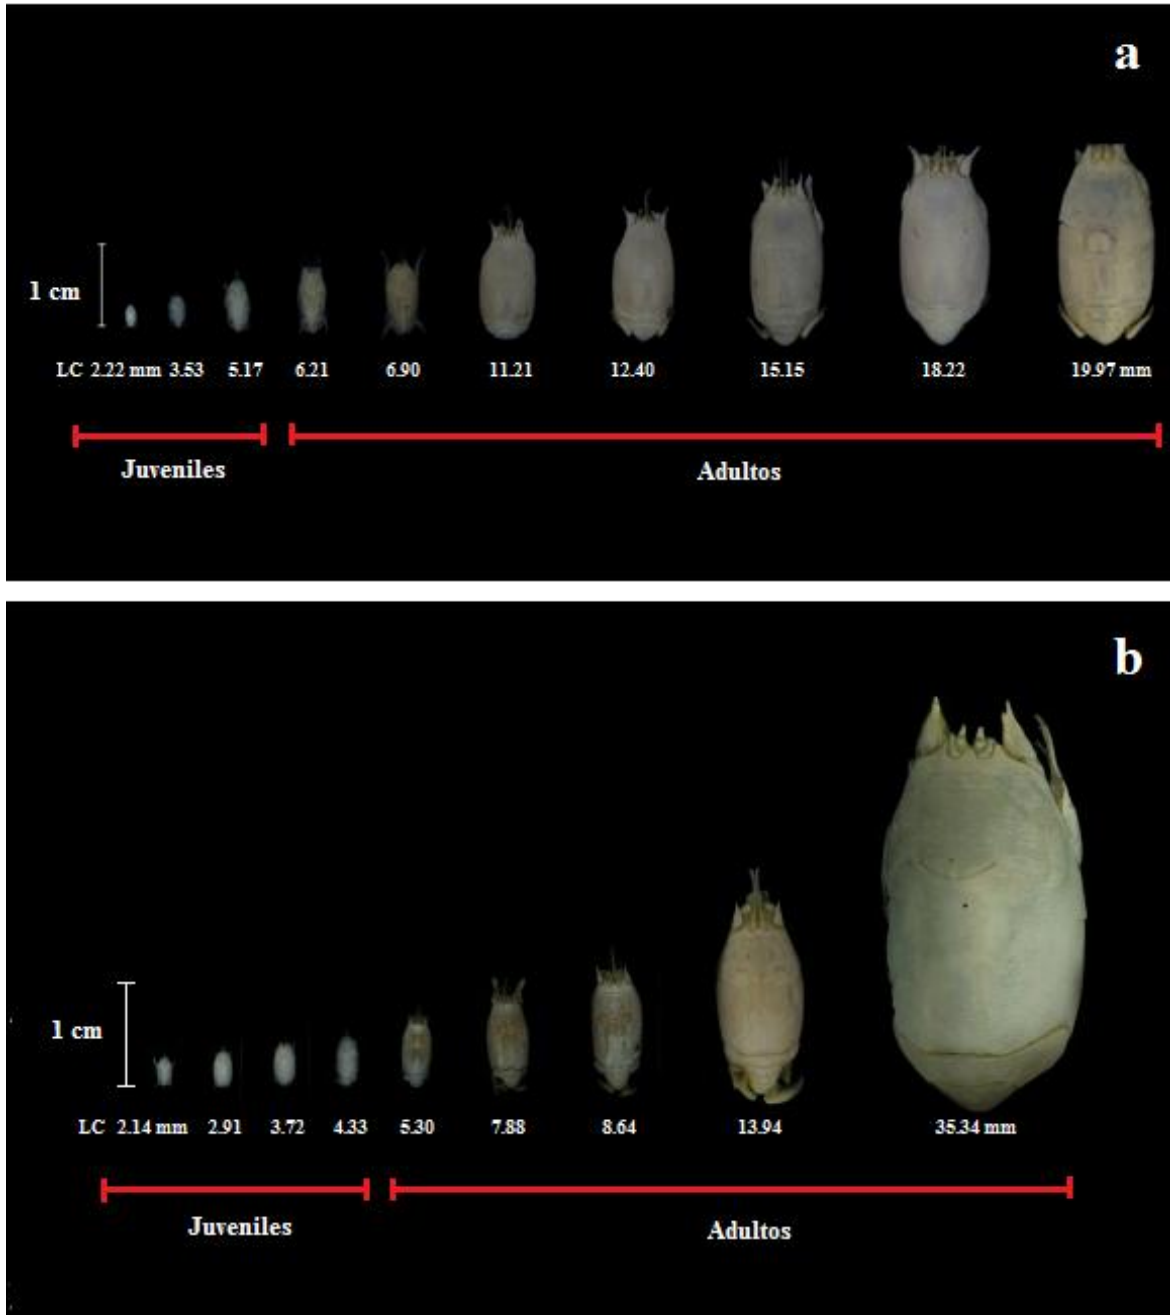 a
1 cm
LC 2.22 mm 3.53 5.17 6.21 6.90 11.21 12.40 15.15 18.22 19.97 mm
Juveniles Adultos
b
1 cm
LC 2.14 mm 2.91 3.72 4.33 5.30 7.88 8.64 13.94 35.34 mm
Juveniles Adultos